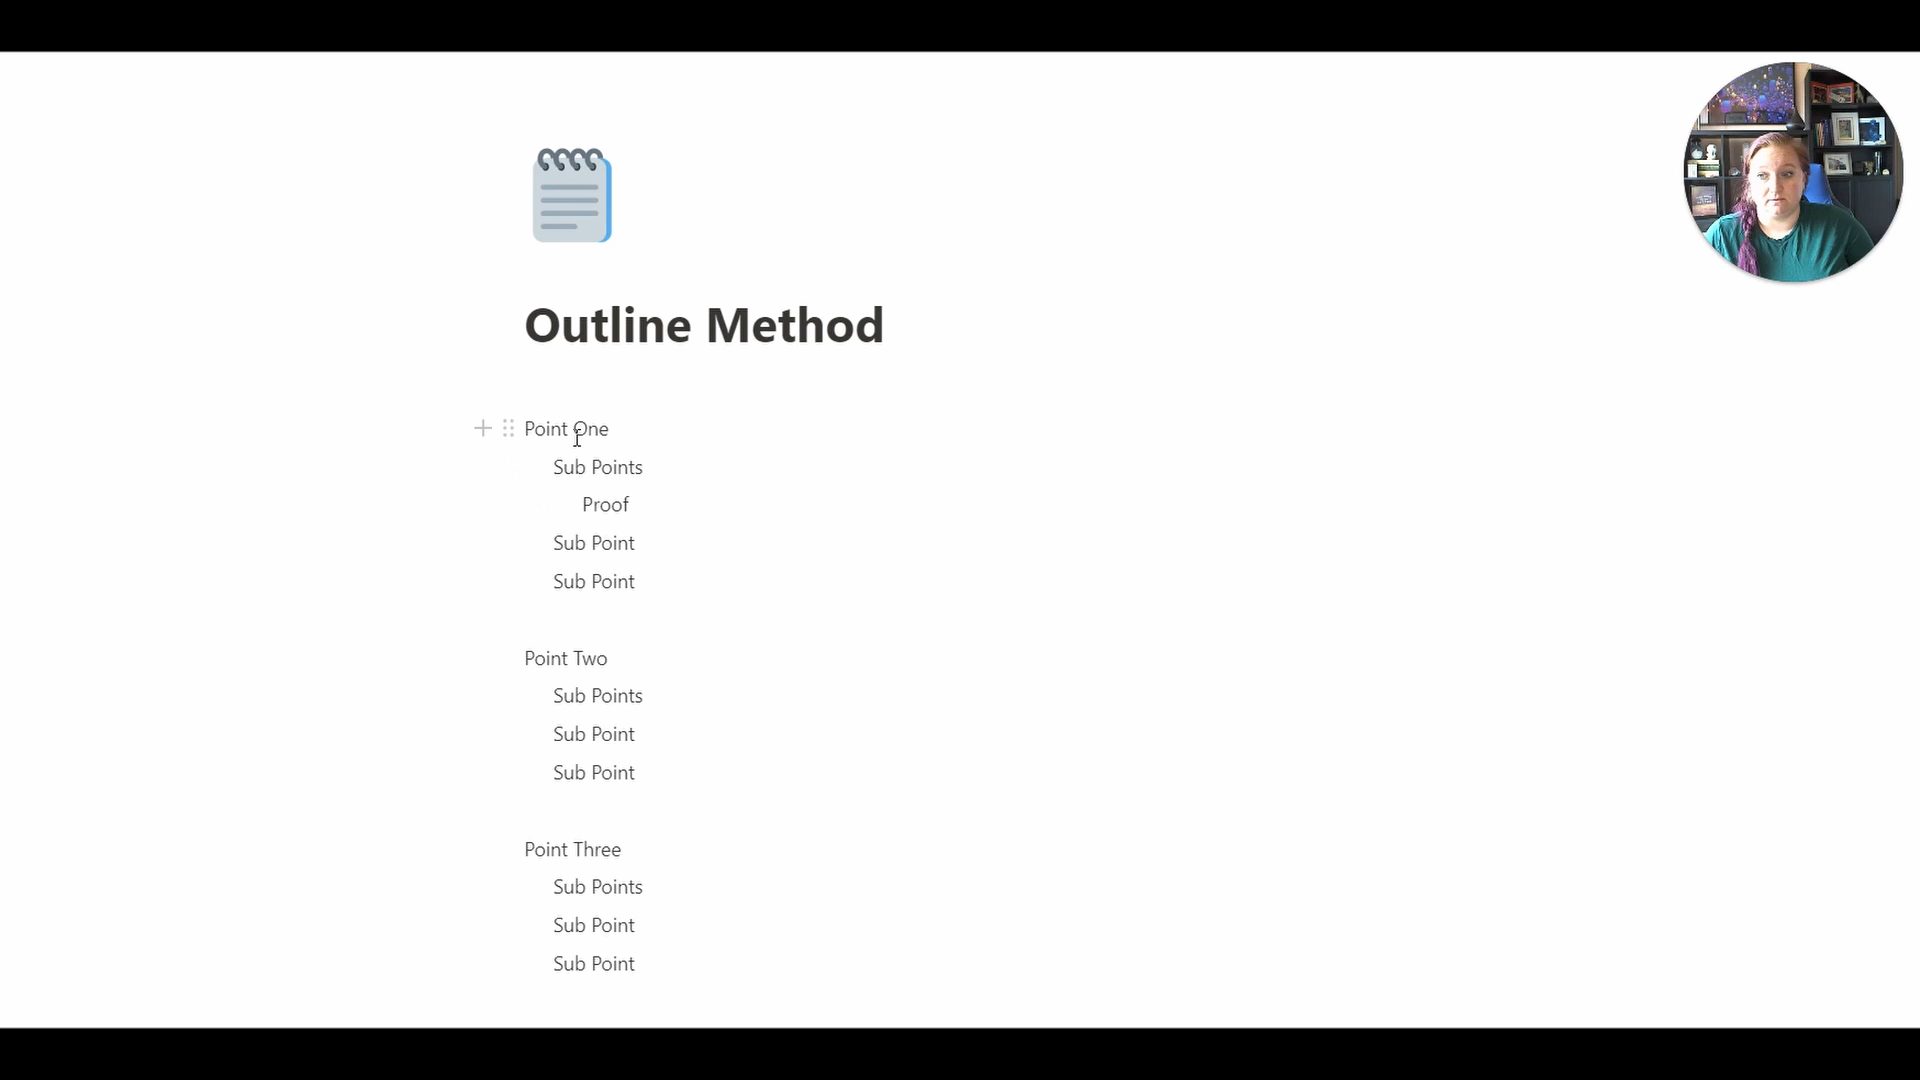 Outline Method
Point One
Sub Points
Proof
Sub Point
Sub Point
Point Two
Sub Points
Sub Point
Sub Point
Point Three
Sub Points
Sub Point
Sub Point